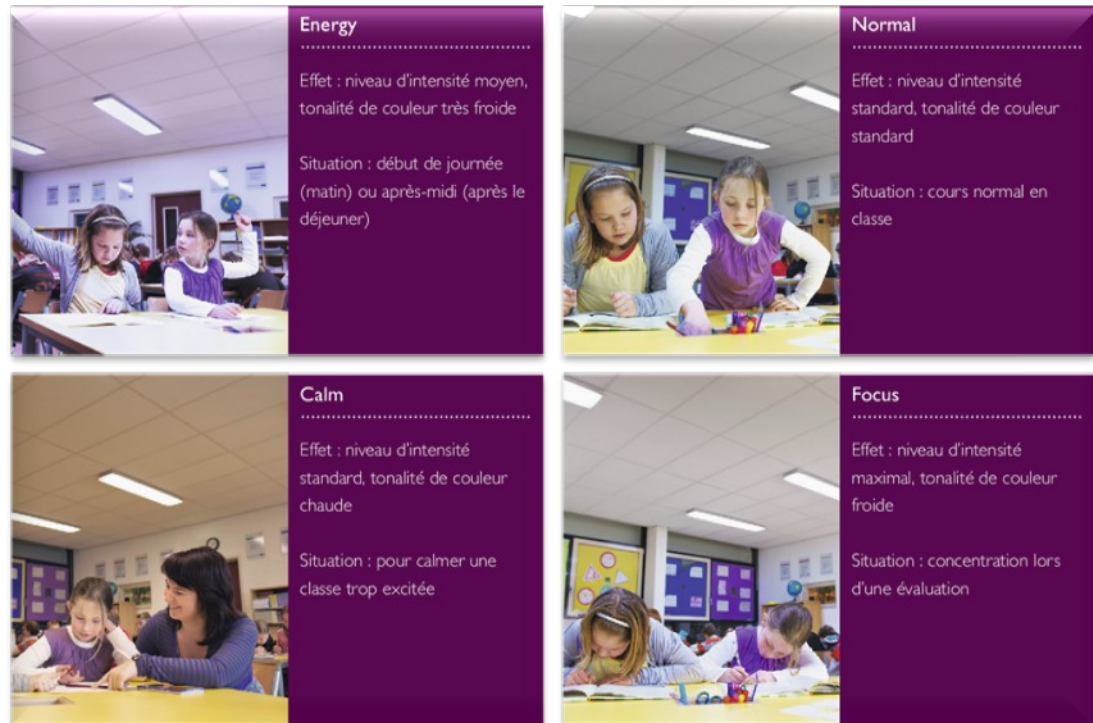 Energy
Effet : niveau d'intensité moyen,
tonalité de couleur très froide
Situation : début de journée
(matin) ou après-midi (après le
déjeuner)
Normal
Effet : niveau d'intensité
standard, tonalité de couleur
standard
Situation : cours normal en
classe
Calm
Effet : niveau d'intensité
standard, tonalité de couleur
chaude
Situation : pour calmer une
classe trop excitée
Focus
Effet : niveau d'intensité
maximal, tonalité de couleur
froide
Situation : concentration lors
d'une évaluation